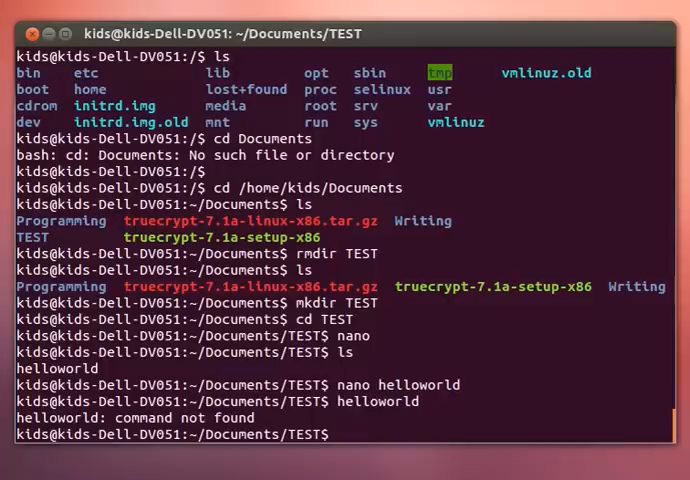 kids@kids-Dell-DV051: ~/Documents/TEST
kids@kids-Dell-DV051:/$ ls
bin etc lib opt sbin tmp vmlinuz.old
boot home lost+found proc selinux usr
cdrom initrd.img media root srv var
dev initrd.img.old mnt run sys vmlinuz
kids@kids-Dell-DV051:/$ cd Documents
bash: cd: Documents: No such file or directory
kids@kids-Dell-DV051:/$
kids@kids-Dell-DV051:/$ cd /home/kids/Documents
kids@kids-Dell-DV051:~/Documents$ ls
Programming truecrypt-7.1a-linux-x86.tar.gz Writing
TEST truecrypt-7.1a-setup-x86
kids@kids-Dell-DV051:~/Documents$ rmdir TEST
kids@kids-Dell-DV051:~/Documents$ ls
Programming truecrypt-7.1a-linux-x86.tar.gz truecrypt-7.1a-setup-x86 Writing
kids@kids-Dell-DV051:~/Documents$ mkdir TEST
kids@kids-Dell-DV051:~/Documents$ cd TEST
kids@kids-Dell-DV051:~/Documents/TEST$ nano
kids@kids-Dell-DV051:~/Documents/TEST$ ls
helloworld
kids@kids-Dell-DV051:~/Documents/TEST$ nano helloworld
kids@kids-Dell-DV051:~/Documents/TEST$ helloworld
helloworld: command not found
kids@kids-Dell-DV051:~/Documents/TEST$